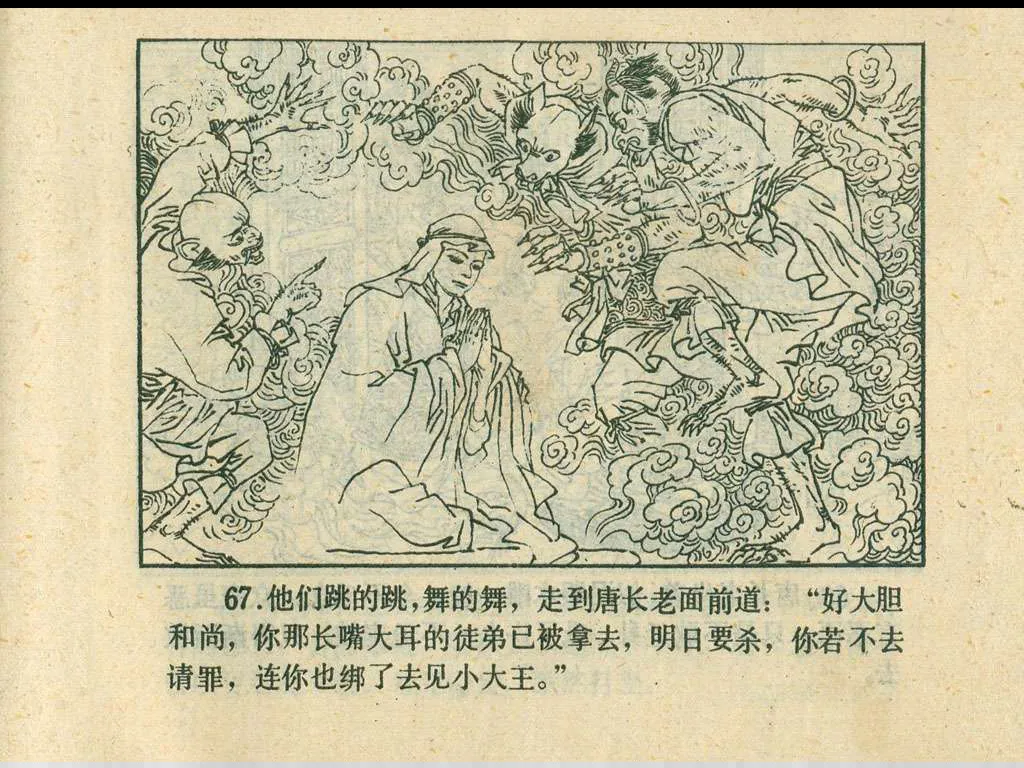 67.他们跳的跳，舞的舞，走到唐长老面前道：“好大胆
和尚，你那长嘴大耳的徒弟已被拿去，明日要杀，你若不去
请罪，连你也绑了去见小大王。”